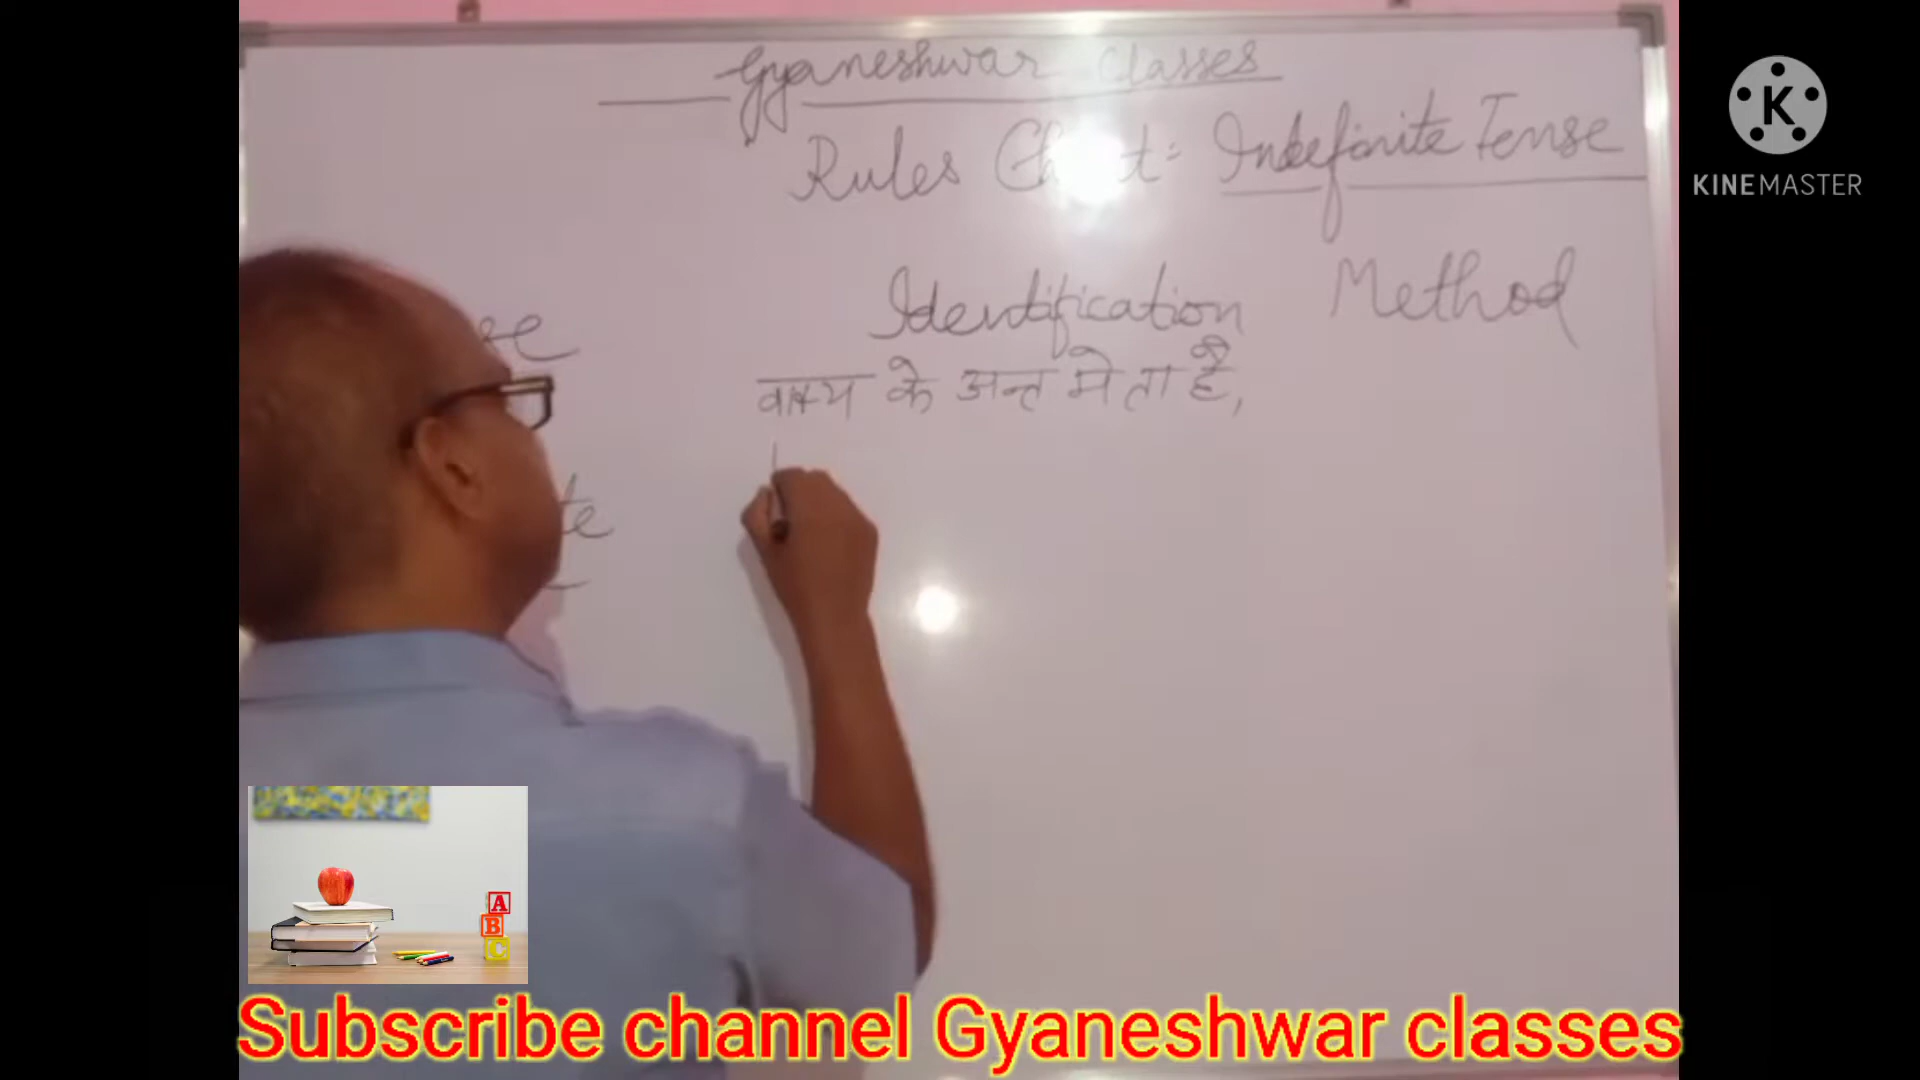 Gyaneshwar Classes
Rules Chart: Indefinite Tense
Identification Method
वाक्य के अन्त मे ता है,
KINEMASTER
A
B
C
Subscribe channel Gyaneshwar classes